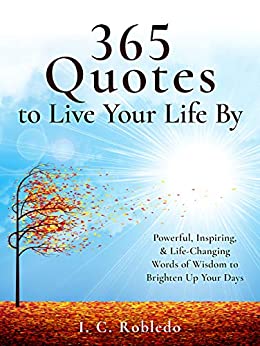 365
Quotes
to Live Your Life By
Powerful, Inspiring,
& Life-Changing
Words of Wisdom to
Brighten Up Your Days
I. C. Robledo